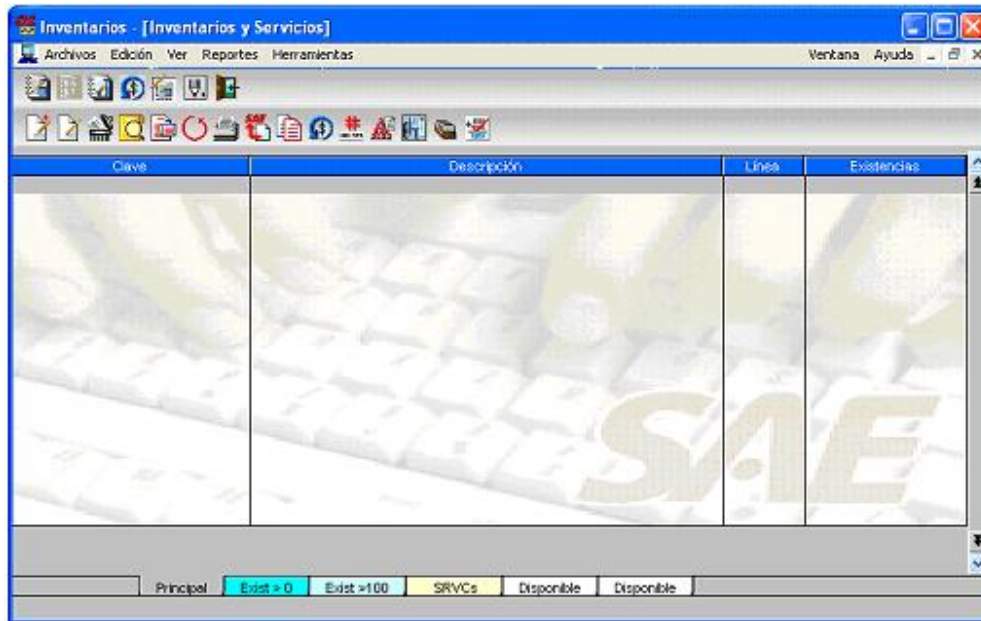 Inventarios - [Inventarios y Servicios]
Archivos Edición Ver Reportes Herramientas Ventana Ayuda
Clave Descripción Línea Existencias
SAE
Principal Exist > 0 Exist >100 SRVCs Disponible Disponible